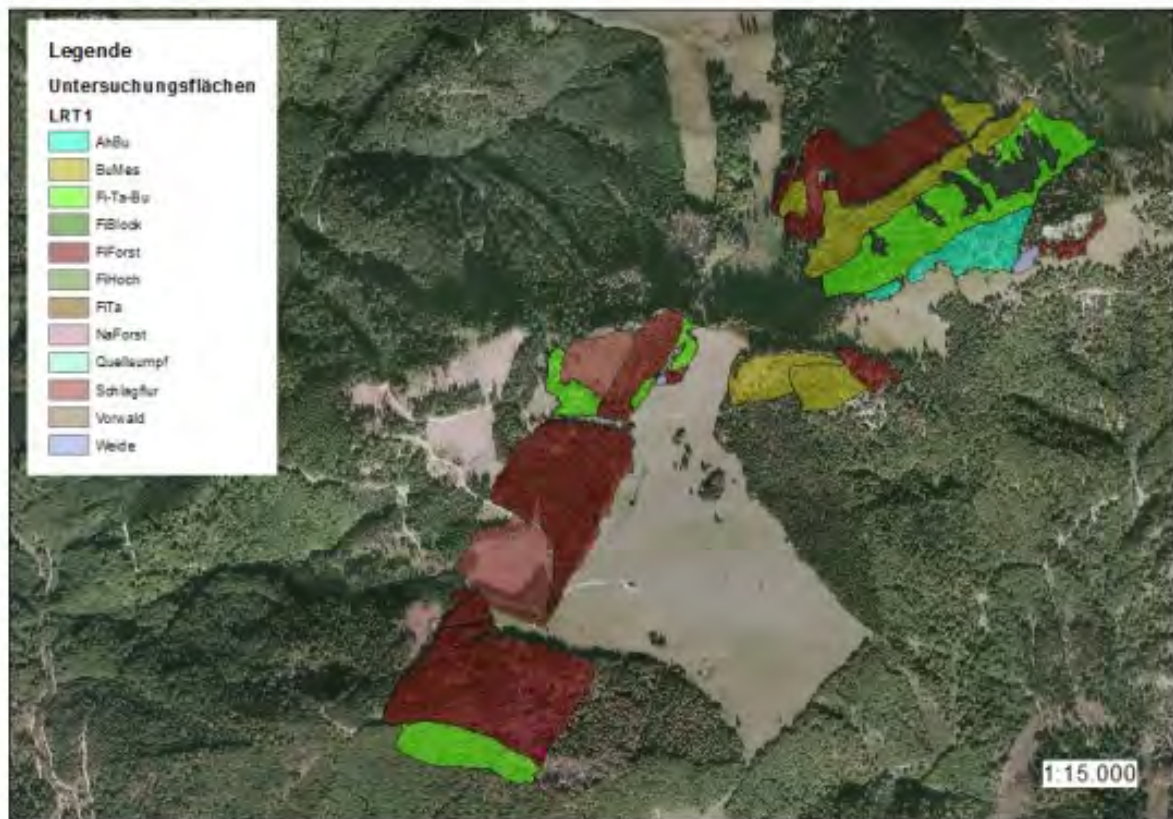 Legende
Untersuchungsflächen
LRT1
AhBu
BuMes
Fi-Ta-Bu
FiBlock
FiForst
FiHoch
FiTa
NaForst
Quellsumpf
Schlagflur
Vorwald
Weide
1:15.000